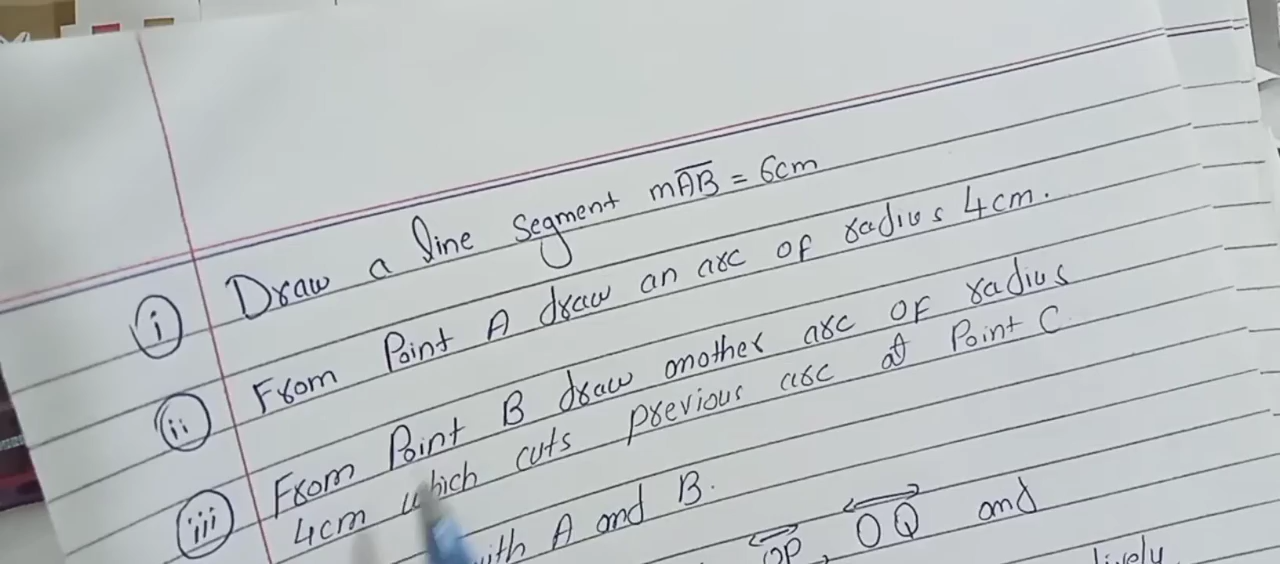 (i) Draw a line segment mAB = 6cm
(ii) From Point A draw an arc of radius 4cm.
(iii) From Point B draw another arc of radius
4cm which cuts previous arc at Point C
with A and B.
OP, OQ and